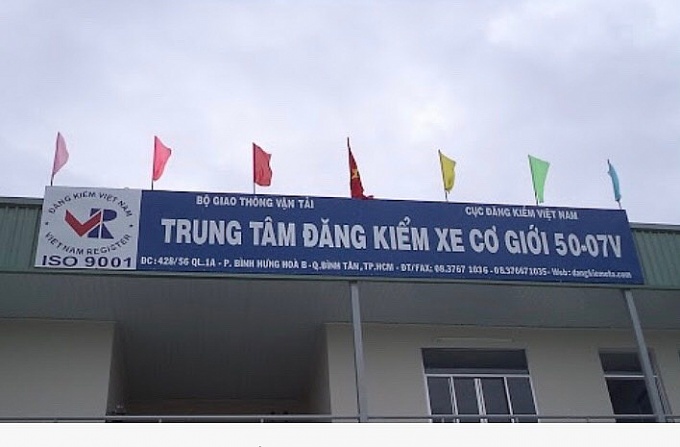 ĐĂNG KIỂM VIỆT NAM
VR
VIETNAM REGISTER
ISO 9001
BỘ GIAO THÔNG VẬN TẢI
CỤC ĐĂNG KIỂM VIỆT NAM
TRUNG TÂM ĐĂNG KIỂM XE CƠ GIỚI 50-07V
ĐC: 428/56 QL.1A - P. BÌNH HƯNG HOÀ B - Q.BÌNH TÂN, TP.HCM - ĐT/FAX: 08.3767 1036 - 08.37671035 - Web: dangkiemoto.com